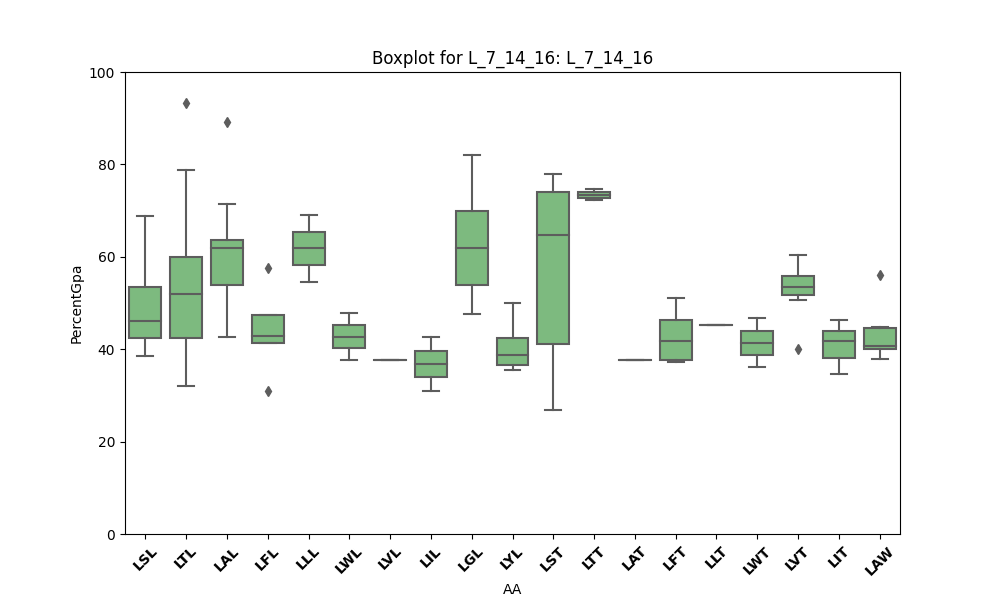 Boxplot for L_7_14_16: L_7_14_16
100
80
60
40
20
0
PercentGpa
LSL LTL LAL LFL LLL LWL LVL LIL LGL LYL LST LTT LAT LFT LLT LWT LVT LIT LAW
AA